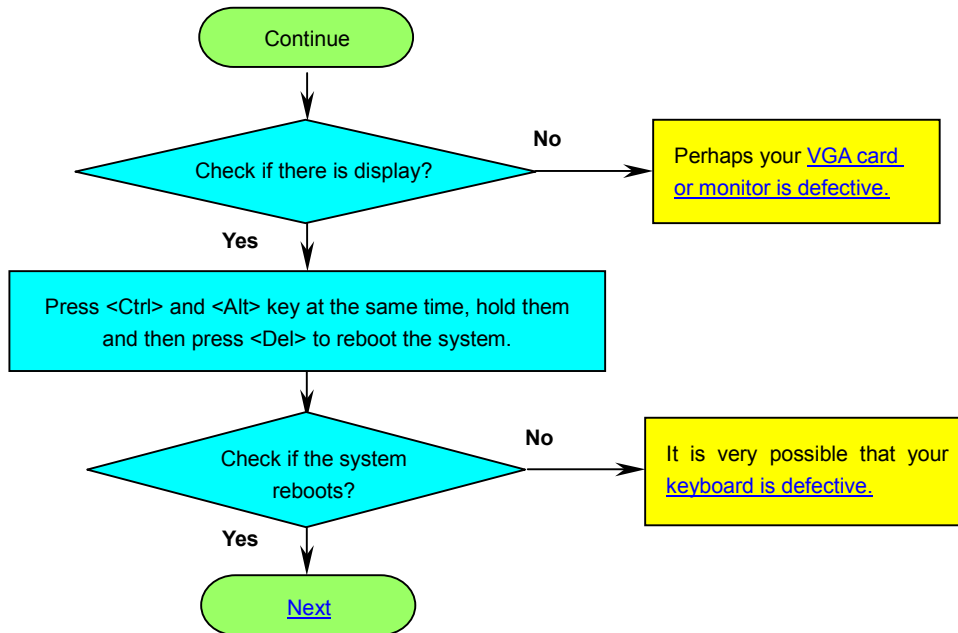 Continue
Check if there is display?
No
Perhaps your VGA card
or monitor is defective.
Yes
Press <Ctrl> and <Alt> key at the same time, hold them
and then press <Del> to reboot the system.
Check if the system
reboots?
No
It is very possible that your
keyboard is defective.
Yes
Next